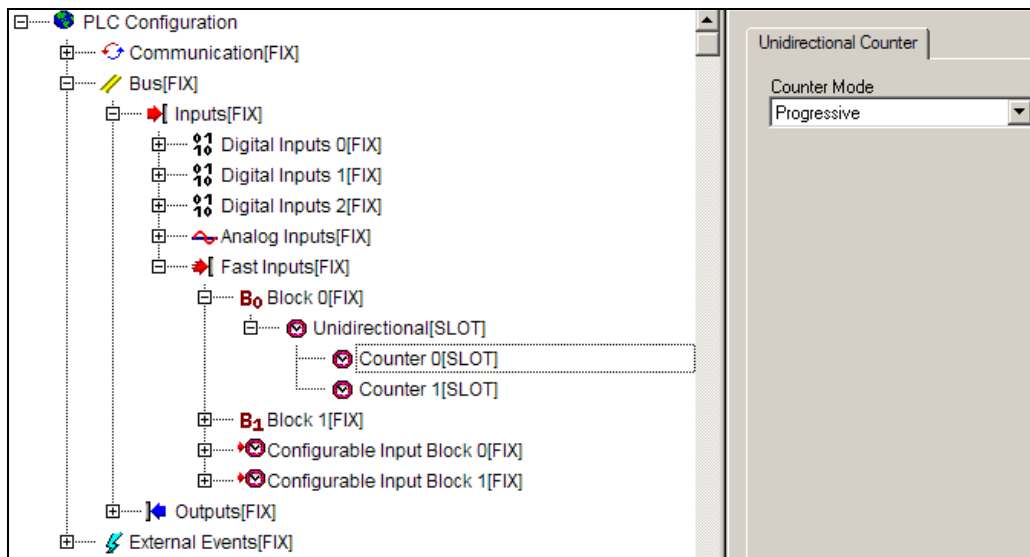 PLC Configuration
Communication[FIX]
Bus[FIX]
Inputs[FIX]
Digital Inputs 0[FIX]
Digital Inputs 1[FIX]
Digital Inputs 2[FIX]
Analog Inputs[FIX]
Fast Inputs[FIX]
B0 Block 0[FIX]
Unidirectional[SLOT]
Counter 0[SLOT]
Counter 1[SLOT]
B1 Block 1[FIX]
Configurable Input Block 0[FIX]
Configurable Input Block 1[FIX]
Outputs[FIX]
External Events[FIX]
Unidirectional Counter
Counter Mode
Progressive